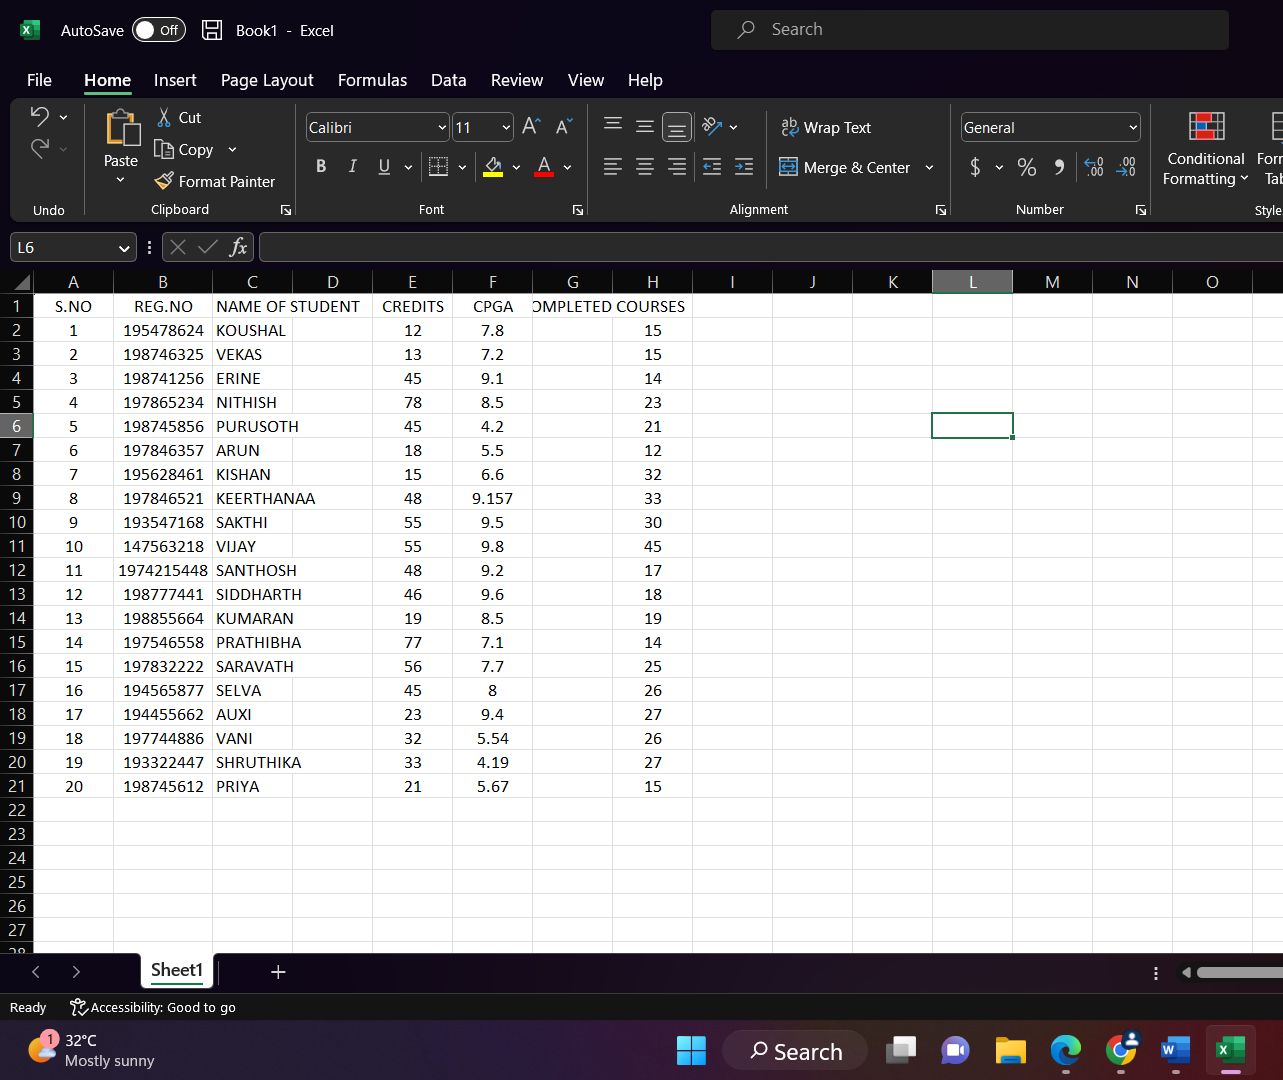 AutoSave Off Book1 - Excel Search
File Home Insert Page Layout Formulas Data Review View Help
Cut
Calibri 11 Wrap Text General
Copy
Paste B I U Merge & Center $ % Conditional
Format Painter Formatting
Undo Clipboard Font Alignment Number Style
L6 fx
A B C D E F G H I J K L M N O
1 S.NO REG.NO NAME OF STUDENT CREDITS CPGA OMPLETED COURSES
2 1 195478624 KOUSHAL 12 7.8 15
3 2 198746325 VEKAS 13 7.2 15
4 3 198741256 ERINE 45 9.1 14
5 4 197865234 NITHISH 78 8.5 23
6 5 198745856 PURUSOTH 45 4.2 21
7 6 197846357 ARUN 18 5.5 12
8 7 195628461 KISHAN 15 6.6 32
9 8 197846521 KEERTHANAA 48 9.157 33
10 9 193547168 SAKTHI 55 9.5 30
11 10 147563218 VIJAY 55 9.8 45
12 11 1974215448 SANTHOSH 48 9.2 17
13 12 198777441 SIDDHARTH 46 9.6 18
14 13 198855664 KUMARAN 19 8.5 19
15 14 197546558 PRATHIBHA 77 7.1 14
16 15 197832222 SARAVATH 56 7.7 25
17 16 194565877 SELVA 45 8 26
18 17 194455662 AUXI 23 9.4 27
19 18 197744886 VANI 32 5.54 26
20 19 193322447 SHRUTHIKA 33 4.19 27
21 20 198745612 PRIYA 21 5.67 15
22
23
24
25
26
27
28
Sheet1
Ready Accessibility: Good to go
1 32°C
Mostly sunny
Search